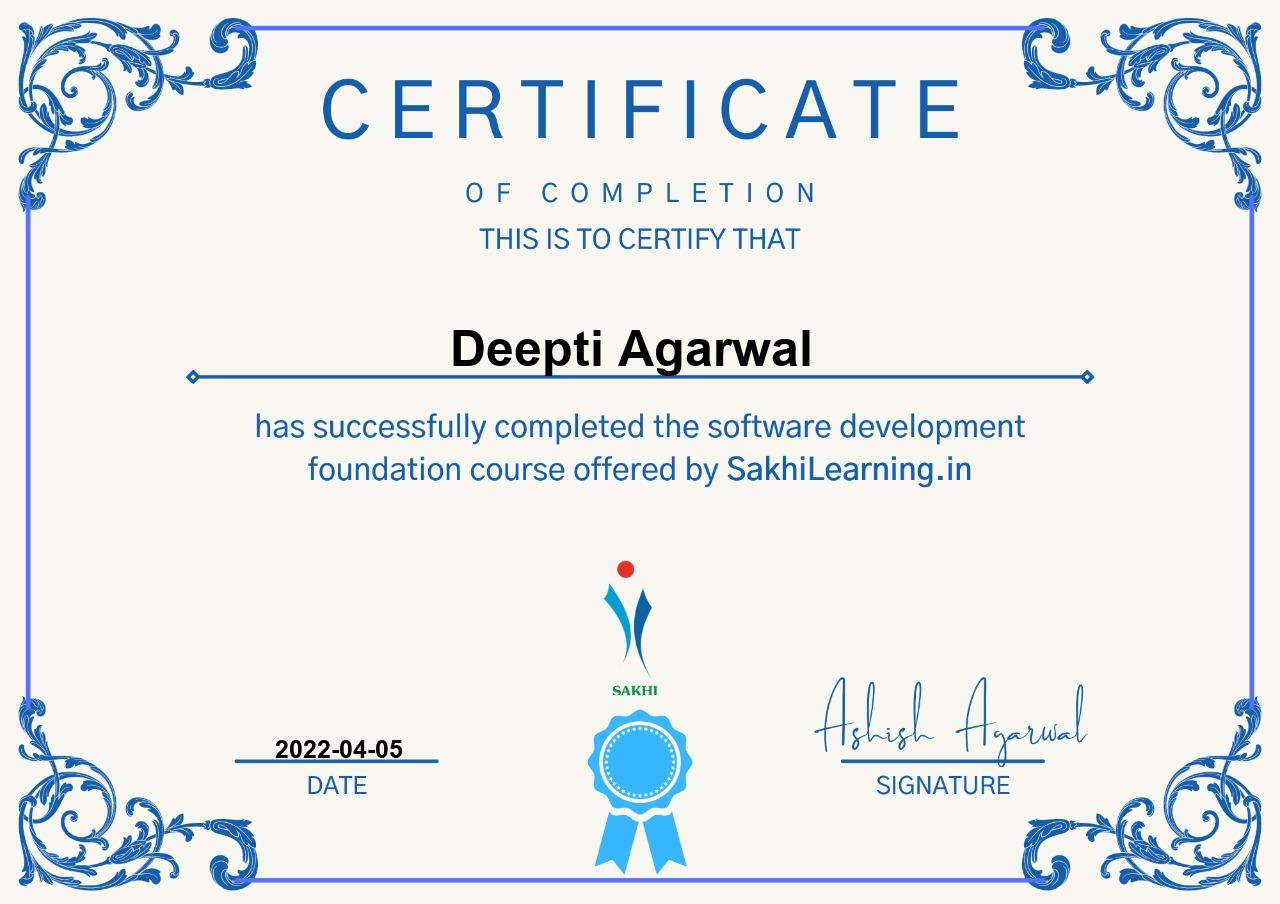 CERTIFICATE
OF COMPLETION
THIS IS TO CERTIFY THAT
Deepti Agarwal
has successfully completed the software development
foundation course offered by SakhiLearning.in
SAKHI
Ashish Agarwal
2022-04-05
DATE
SIGNATURE